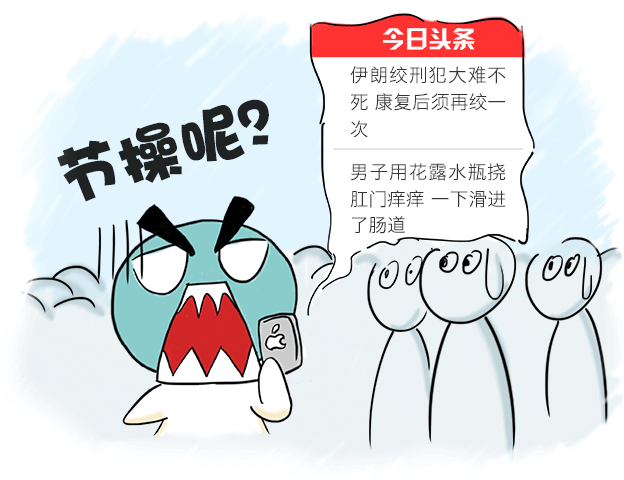 今日头条
伊朗绞刑犯大难不
死 康复后须再绞一
次
男子用花露水瓶挠
肛门痒痒 一下滑进
了肠道
节操呢?